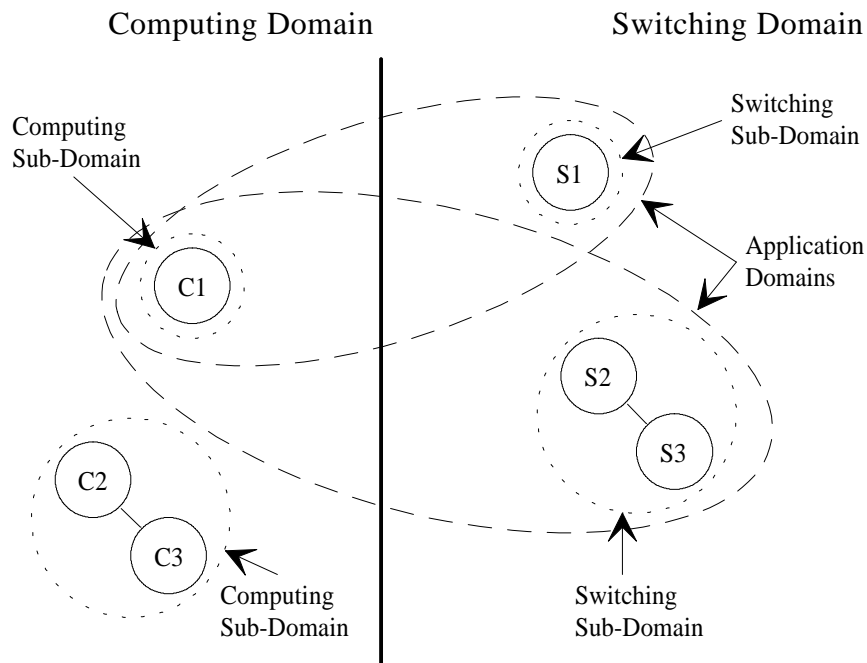 Computing Domain
Switching Domain
Computing
Sub-Domain
Switching
Sub-Domain
S1
Application
Domains
C1
S2
S3
C2
C3
Computing
Sub-Domain
Switching
Sub-Domain